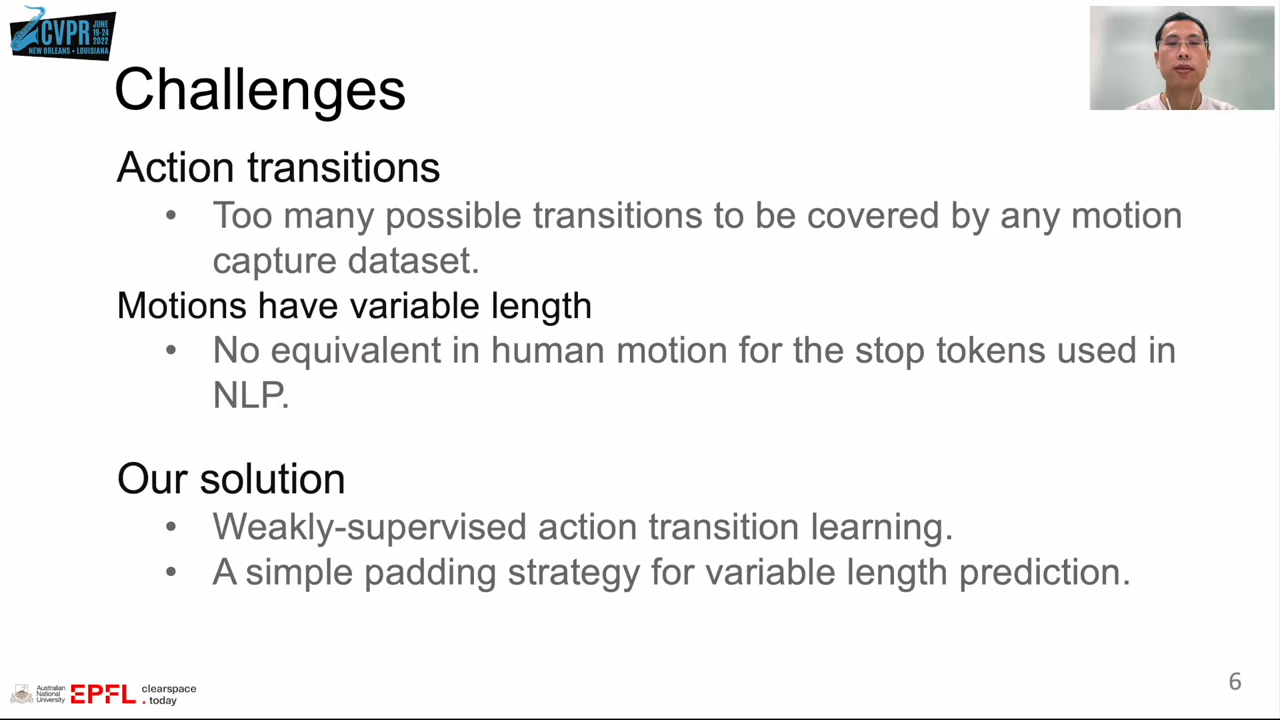 CVPR
JUNE
19-24
2022
NEW ORLEANS • LOUISIANA
Challenges
Action transitions
• Too many possible transitions to be covered by any motion
capture dataset.
Motions have variable length
• No equivalent in human motion for the stop tokens used in
NLP.
Our solution
• Weakly-supervised action transition learning.
• A simple padding strategy for variable length prediction.
Australian
National
University
EPFL
clearspace
. today
6